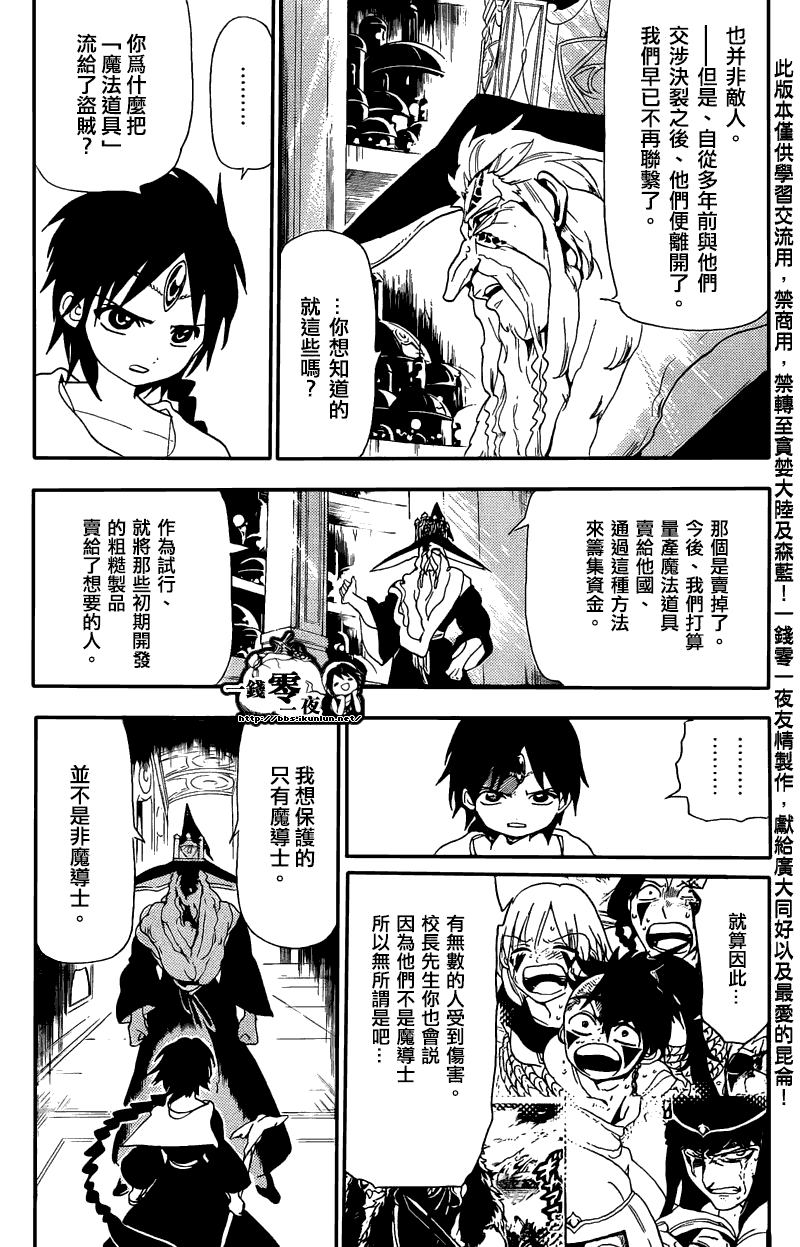 也并非敵人。
——但是、自從多年前與他們
交涉決裂之後、他們便離開了。
我們早已不再聯繫了。
…你想知道的
就這些嗎？
………
你爲什麼把
「魔法道具」
流給了盜賊？
那個是賣掉了。
今後、我們打算
量産魔法道具
賣給他國、
通過這種方法
來籌集資金。
作為試行、
就將那些初期開發
的粗糙製品
賣給了想要的人。
一錢零一夜
http://bbs.ikunlun.net/
………
………
就算因此…
有無數的人受到傷害。
校長先生你也會說
因為他們不是魔導士
所以無所謂是吧…
我想保護的
只有魔導士。
並不是非魔導士。
此版本僅供學習交流用，禁商用，禁轉至貪婪大陸及森藍！一錢零一夜友情製作，獻給廣大同好以及最愛的昆侖！